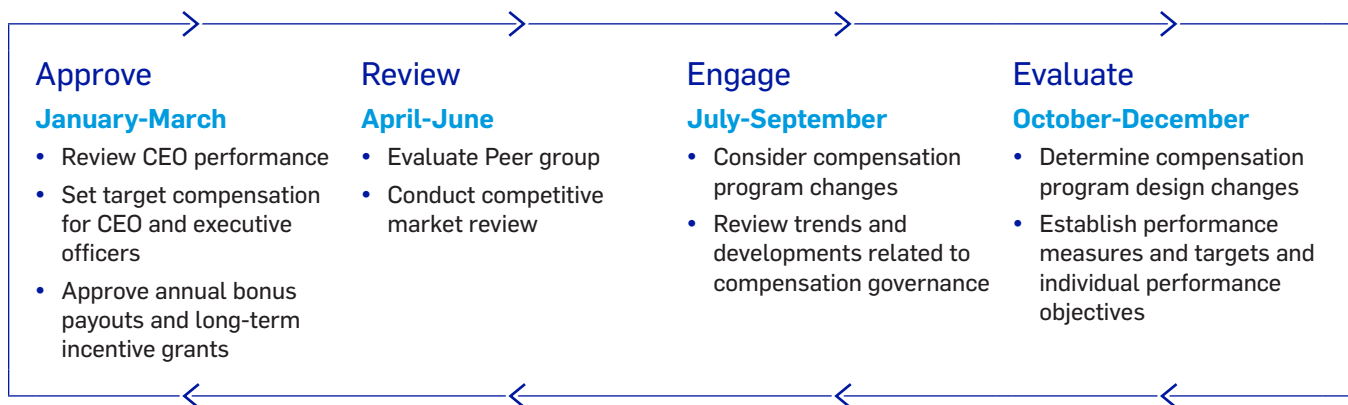 Approve
January-March
• Review CEO performance
• Set target compensation
for CEO and executive
officers
• Approve annual bonus
payouts and long-term
incentive grants
Review
April-June
• Evaluate Peer group
• Conduct competitive
market review
Engage
July-September
• Consider compensation
program changes
• Review trends and
developments related to
compensation governance
Evaluate
October-December
• Determine compensation
program design changes
• Establish performance
measures and targets and
individual performance
objectives